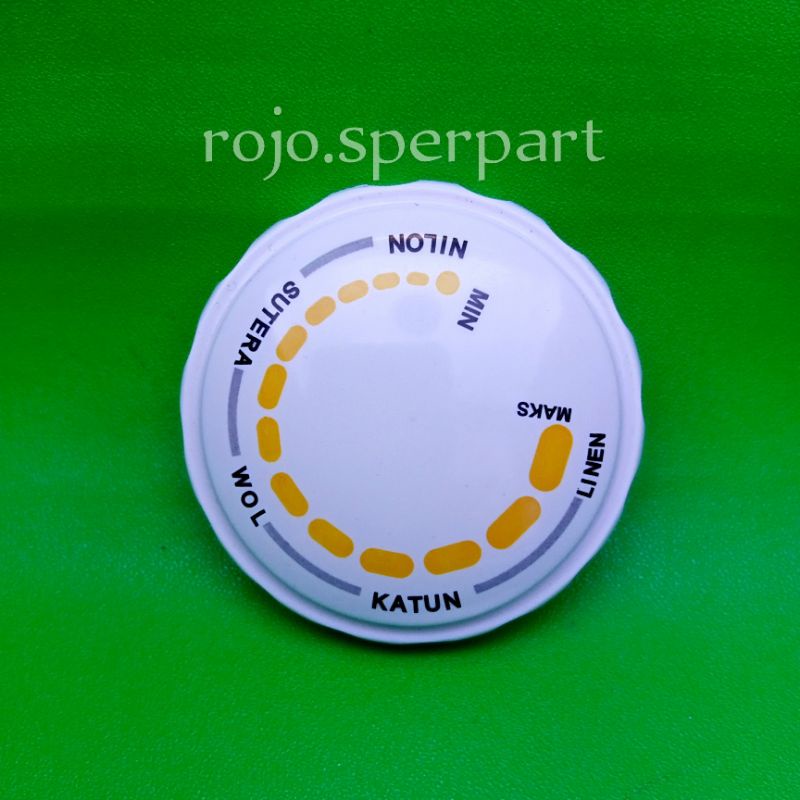 rojo.sperpart
NILON
MIN
SUTERA
WOL
KATUN
LINEN
MAKS